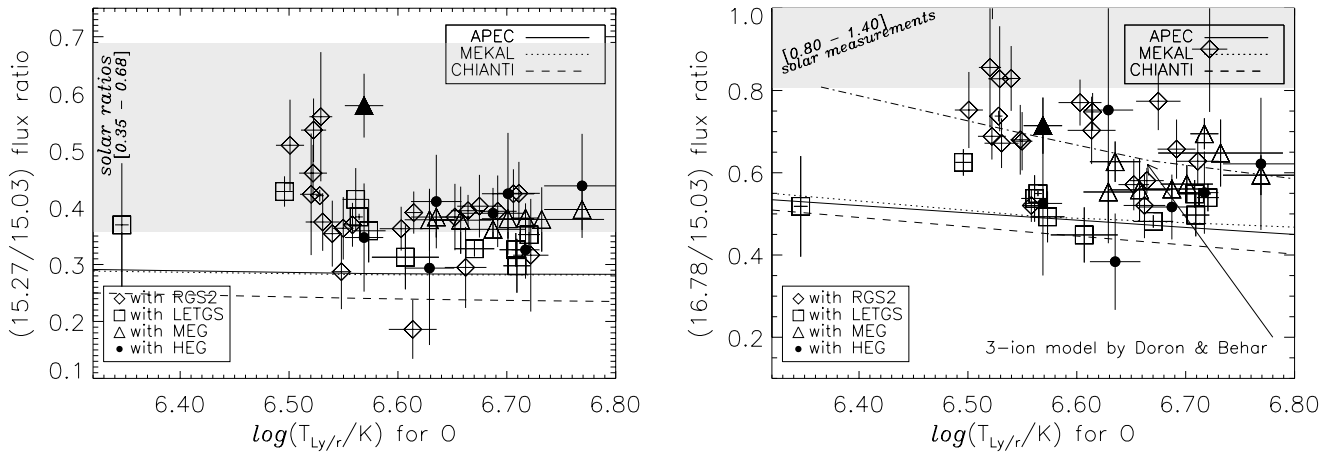 (15.27/15.03) flux ratio
0.7
0.6
0.5
0.4
0.3
0.2
0.1
solar ratios
[0.35 - 0.68]
APEC
MEKAL
CHIANTI
with RGS2
with LETGS
with MEG
with HEG
6.40 6.50 6.60 6.70 6.80
log(T_Ly/r/K) for O
(16.78/15.03) flux ratio
1.0
0.8
0.6
0.4
0.2
[0.80 - 1.40]
solar measurements
APEC
MEKAL
CHIANTI
with RGS2
with LETGS
with MEG
with HEG
3-ion model by Doron & Behar
6.40 6.50 6.60 6.70 6.80
log(T_Ly/r/K) for O